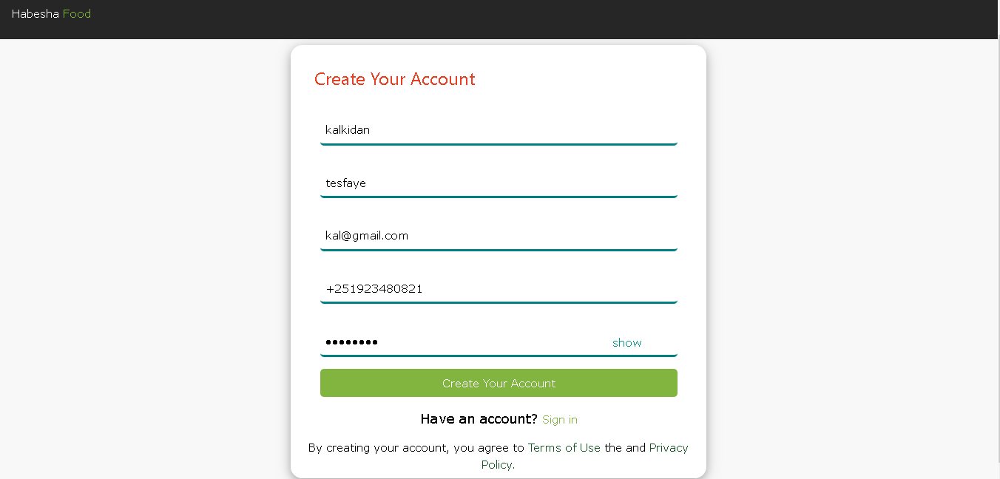 Habesha Food
Create Your Account
kalkidan
tesfaye
kal@gmail.com
+251923480821
•••••••• show
Create Your Account
Have an account? Sign in
By creating your account, you agree to Terms of Use the and Privacy
Policy.